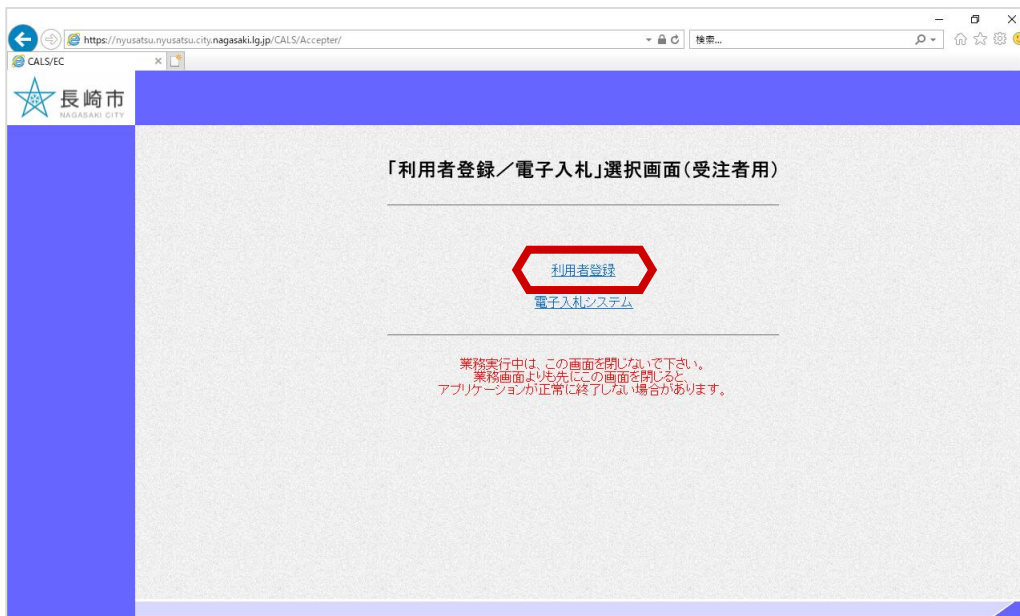 https://nyusatsu.nyusatsu.city.nagasaki.lg.jp/CALS/Accepter/
検索...
CALS/EC
長崎市
NAGASAKI CITY
「利用者登録／電子入札」選択画面（受注者用）
利用者登録
電子入札システム
業務実行中は、この画面を閉じないで下さい。
業務画面よりも先にこの画面を閉じると、
アプリケーションが正常に終了しない場合があります。